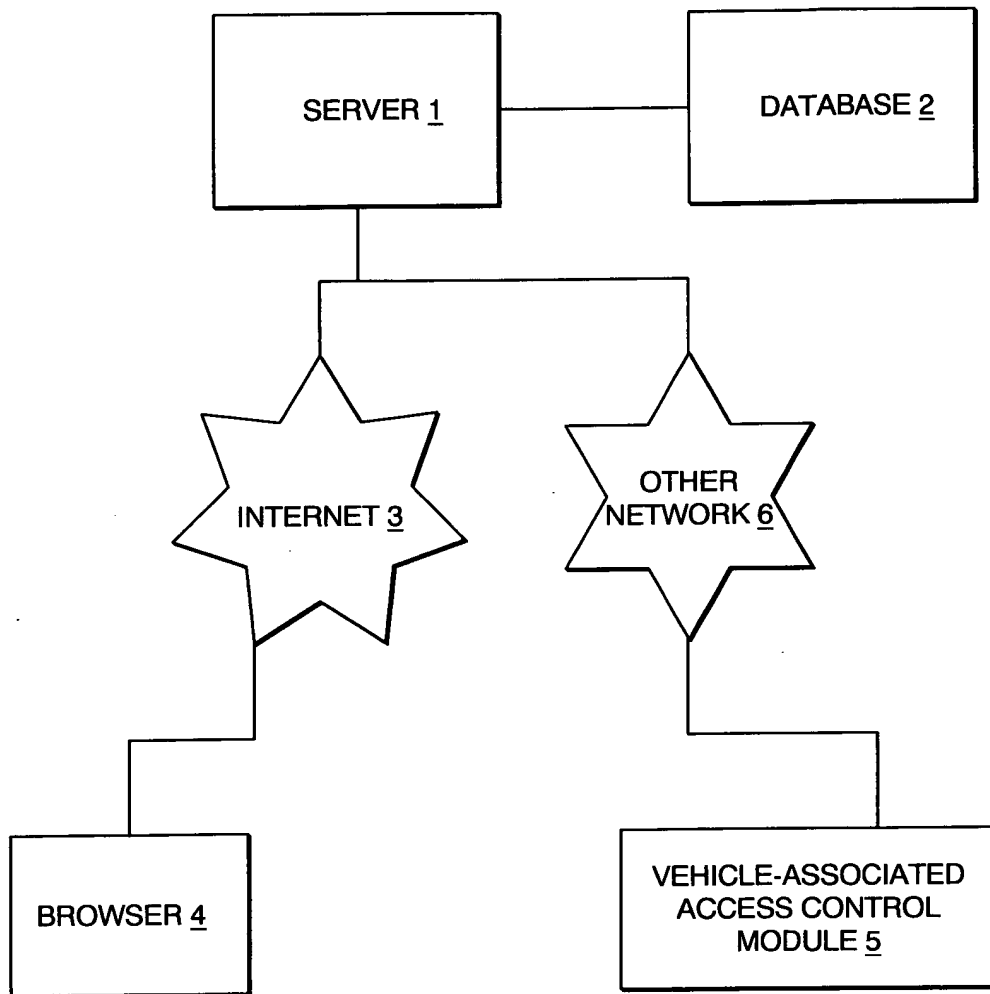 SERVER 1
DATABASE 2
INTERNET 3
OTHER
NETWORK 6
BROWSER 4
VEHICLE-ASSOCIATED
ACCESS CONTROL
MODULE 5